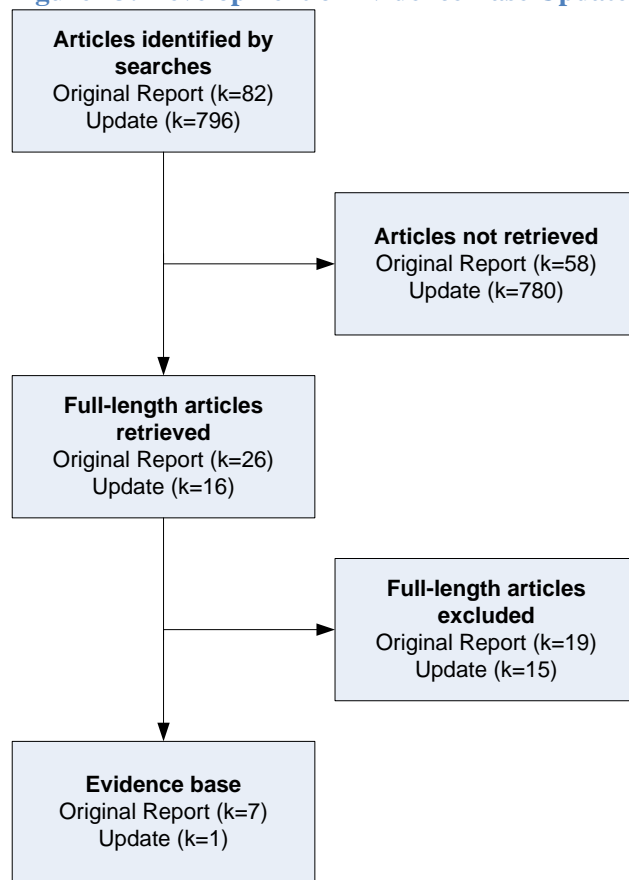 Articles identified by
searches
Original Report (k=82)
Update (k=796)
Articles not retrieved
Original Report (k=58)
Update (k=780)
Full-length articles
retrieved
Original Report (k=26)
Update (k=16)
Full-length articles
excluded
Original Report (k=19)
Update (k=15)
Evidence base
Original Report (k=7)
Update (k=1)